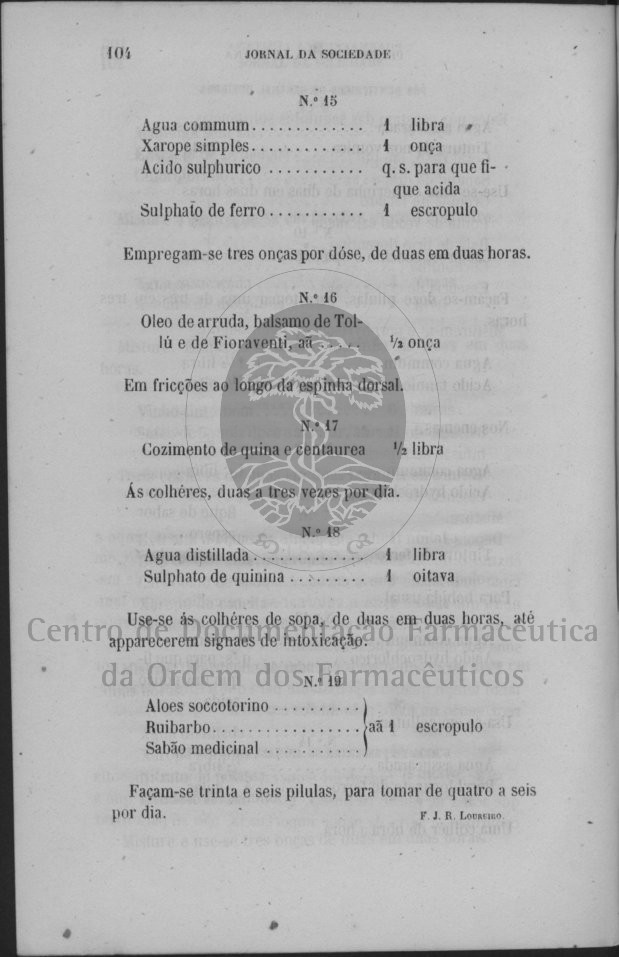 104
JORNAL DA SOCIEDADE
N.º 15
Agua commum............. 1 libra
Xarope simples............. 1 onça
Acido sulphurico ........... q. s. para que fi-
que acida
Sulphato de ferro ........... 1 escropulo
Empregam-se tres onças por dóse, de duas em duas horas.
N.º 16
Oleo de arruda, balsamo de Tol-
lú e de Fioraventi, aã ..... ½ onça
Em fricções ao longo da espinha dorsal.
N.º 17
Cozimento de quina e centaurea ½ libra
Ás colhéres, duas a tres vezes por dia.
N.º 18
Agua distillada ............. 1 libra
Sulphato de quinina ......... 1 oitava
Use-se ás colhéres de sopa, de duas em duas horas, até
Centro de Documentação Farmacêutica
apparecerem signaes de intoxicação.
da Ordem dos Farmacêuticos
N.º 19
Aloes soccotorino ..........
Ruibarbo................. aã 1 escropulo
Sabão medicinal ...........
Façam-se trinta e seis pilulas, para tomar de quatro a seis
por dia.
F. J. R. LOUREIRO.